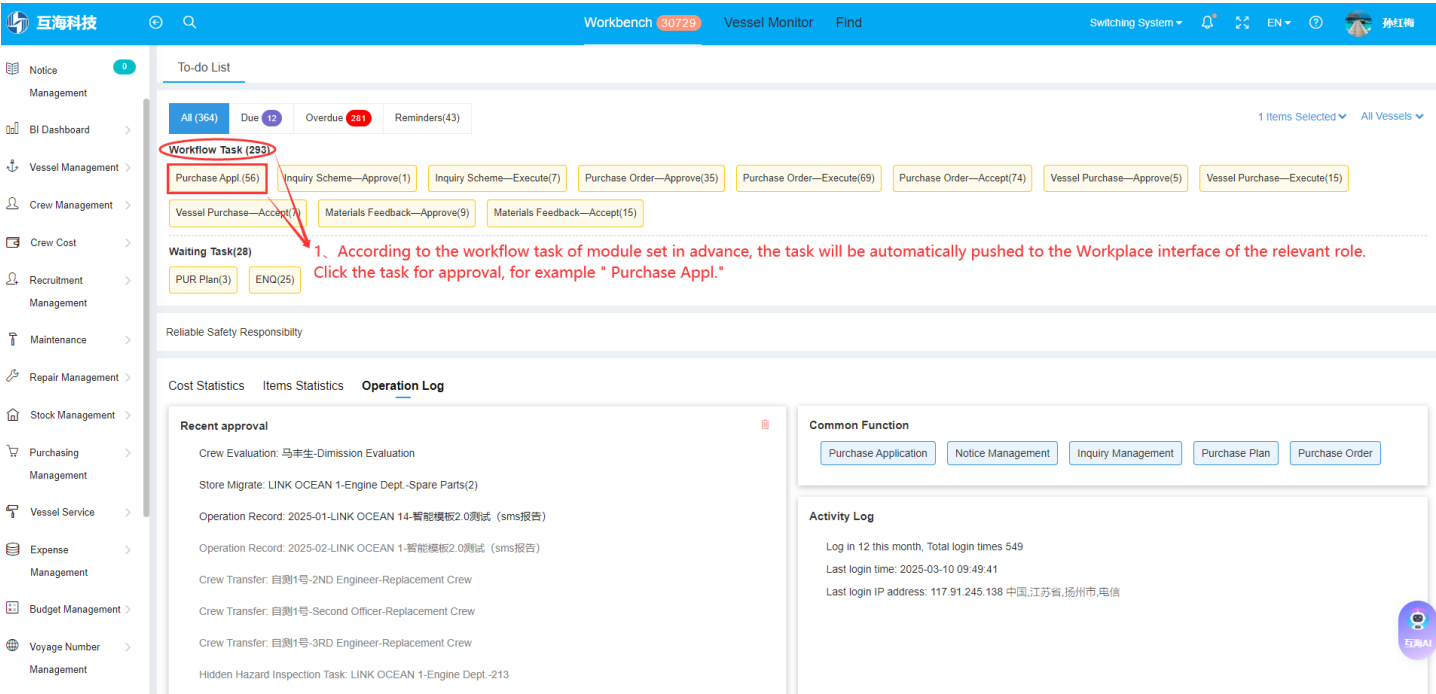 互海科技
Workbench 30729 Vessel Monitor Find
Switching System EN 孙红梅
Notice Management 0
BI Dashboard
Vessel Management
Crew Management
Crew Cost
Recruitment Management
Maintenance
Repair Management
Stock Management
Purchasing Management
Vessel Service
Expense Management
Budget Management
Voyage Number Management
To-do List
All (364) Due 12 Overdue 281 Reminders(43)
1 Items Selected All Vessels
Workflow Task (293)
Purchase Appl.(56) Inquiry Scheme—Approve(1) Inquiry Scheme—Execute(7) Purchase Order—Approve(35) Purchase Order—Execute(69) Purchase Order—Accept(74) Vessel Purchase—Approve(5) Vessel Purchase—Execute(15)
Vessel Purchase—Accept(7) Materials Feedback—Approve(9) Materials Feedback—Accept(15)
Waiting Task(28)
PUR Plan(3) ENQ(25)
1、According to the workflow task of module set in advance, the task will be automatically pushed to the Workplace interface of the relevant role.
Click the task for approval, for example " Purchase Appl."
Reliable Safety Responsibilty
Cost Statistics Items Statistics Operation Log
Recent approval
Crew Evaluation: 马丰生-Dimission Evaluation
Store Migrate: LINK OCEAN 1-Engine Dept.-Spare Parts(2)
Operation Record: 2025-01-LINK OCEAN 14-智能模板2.0测试（sms报告）
Operation Record: 2025-02-LINK OCEAN 1-智能模板2.0测试（sms报告）
Crew Transfer: 自测1号-2ND Engineer-Replacement Crew
Crew Transfer: 自测1号-Second Officer-Replacement Crew
Crew Transfer: 自测1号-3RD Engineer-Replacement Crew
Hidden Hazard Inspection Task: LINK OCEAN 1-Engine Dept.-213
Common Function
Purchase Application Notice Management Inquiry Management Purchase Plan Purchase Order
Activity Log
Log in 12 this month, Total login times 549
Last login time: 2025-03-10 09:49:41
Last login IP address: 117.91.245.138 中国,江苏省,扬州市,电信
互海AI